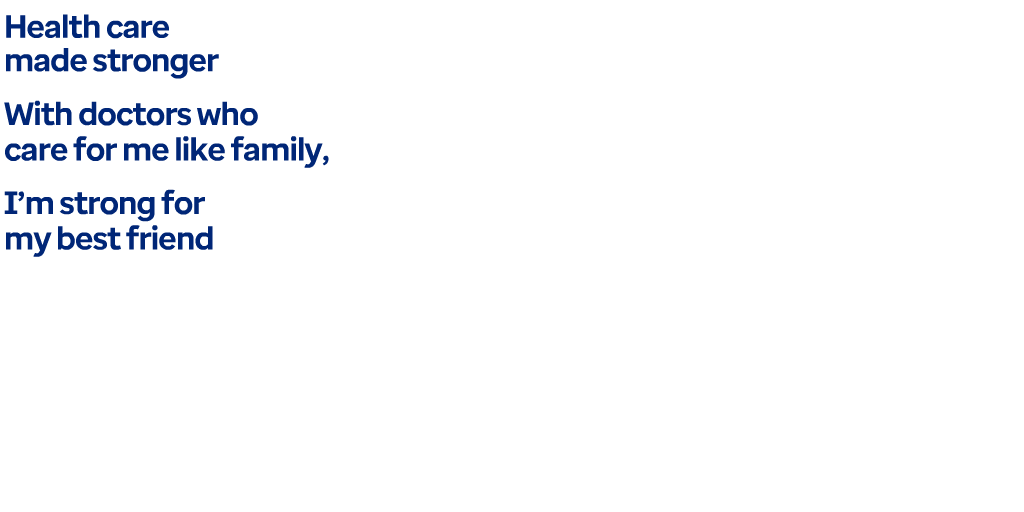 Health care
made stronger
With doctors who
care for me like family,
I’m strong for
my best friend